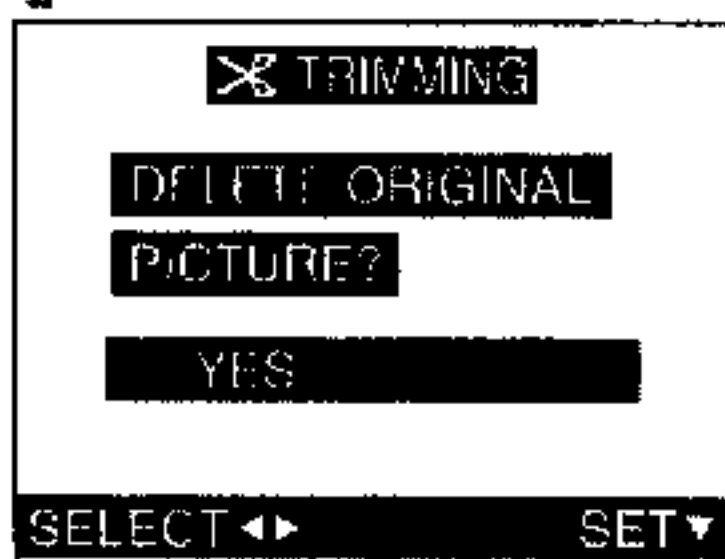 TRIMMING
DELETE ORIGINAL
PICTURE?
YES
SELECT◀▶
SET▼